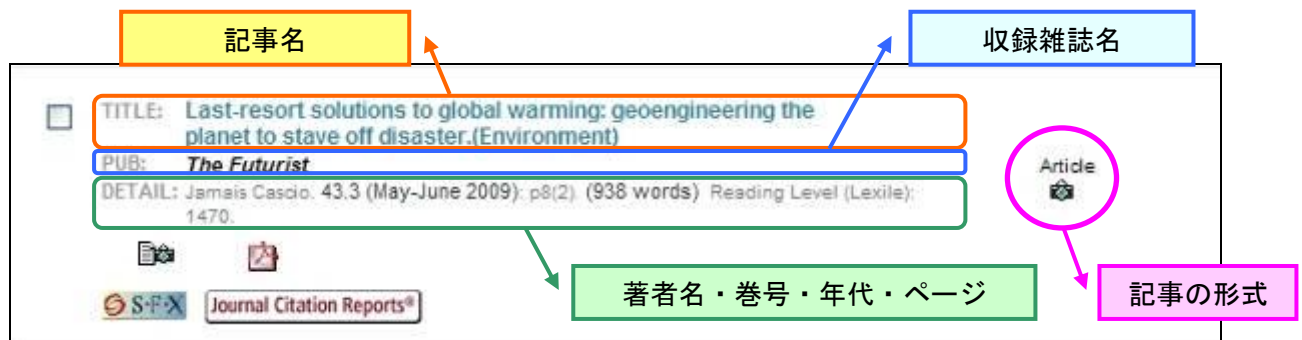 記事名
収録雑誌名
TITLE: Last-resort solutions to global warming: geoengineering the
planet to stave off disaster.(Environment)
PUB: The Futurist
Article
DETAIL: Jamais Cascio. 43.3 (May-June 2009): p8(2). (938 words) Reading Level (Lexile):
1470.
著者名・巻号・年代・ページ
記事の形式
S·F·X
Journal Citation Reports®